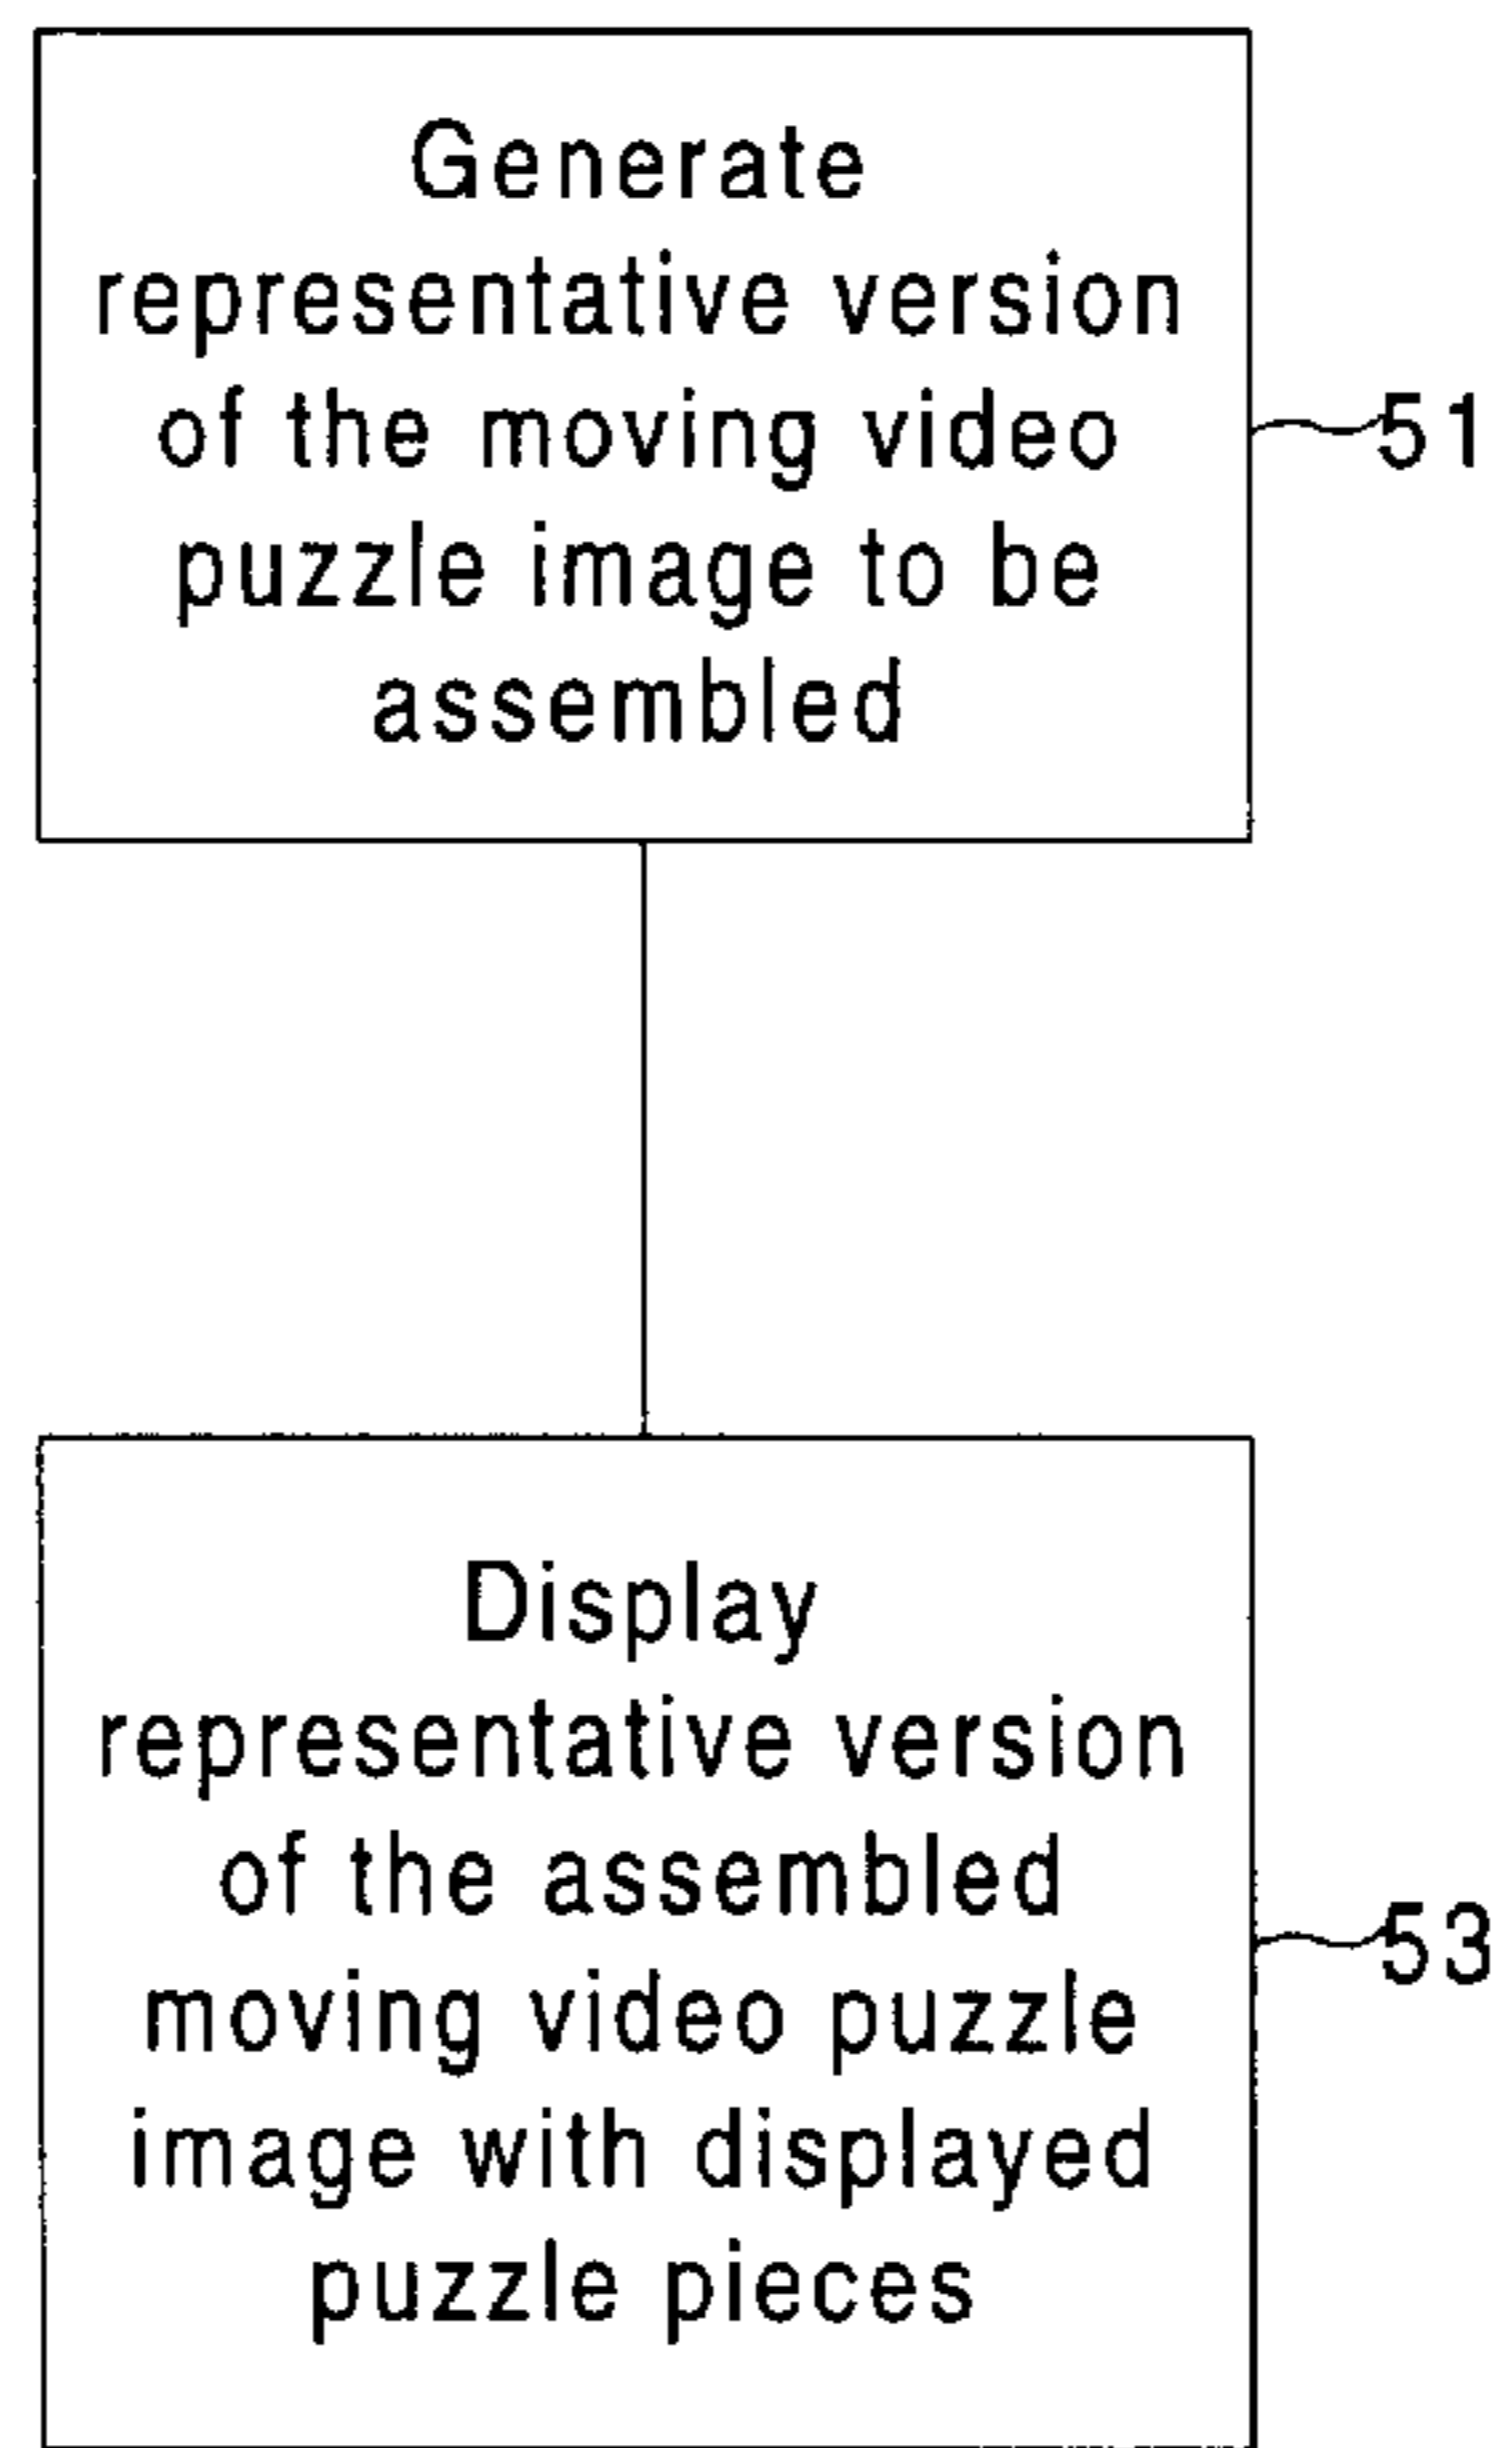 Generate
representative version
of the moving video
puzzle image to be
assembled
51
Display
representative version
of the assembled
moving video puzzle
image with displayed
puzzle pieces
53